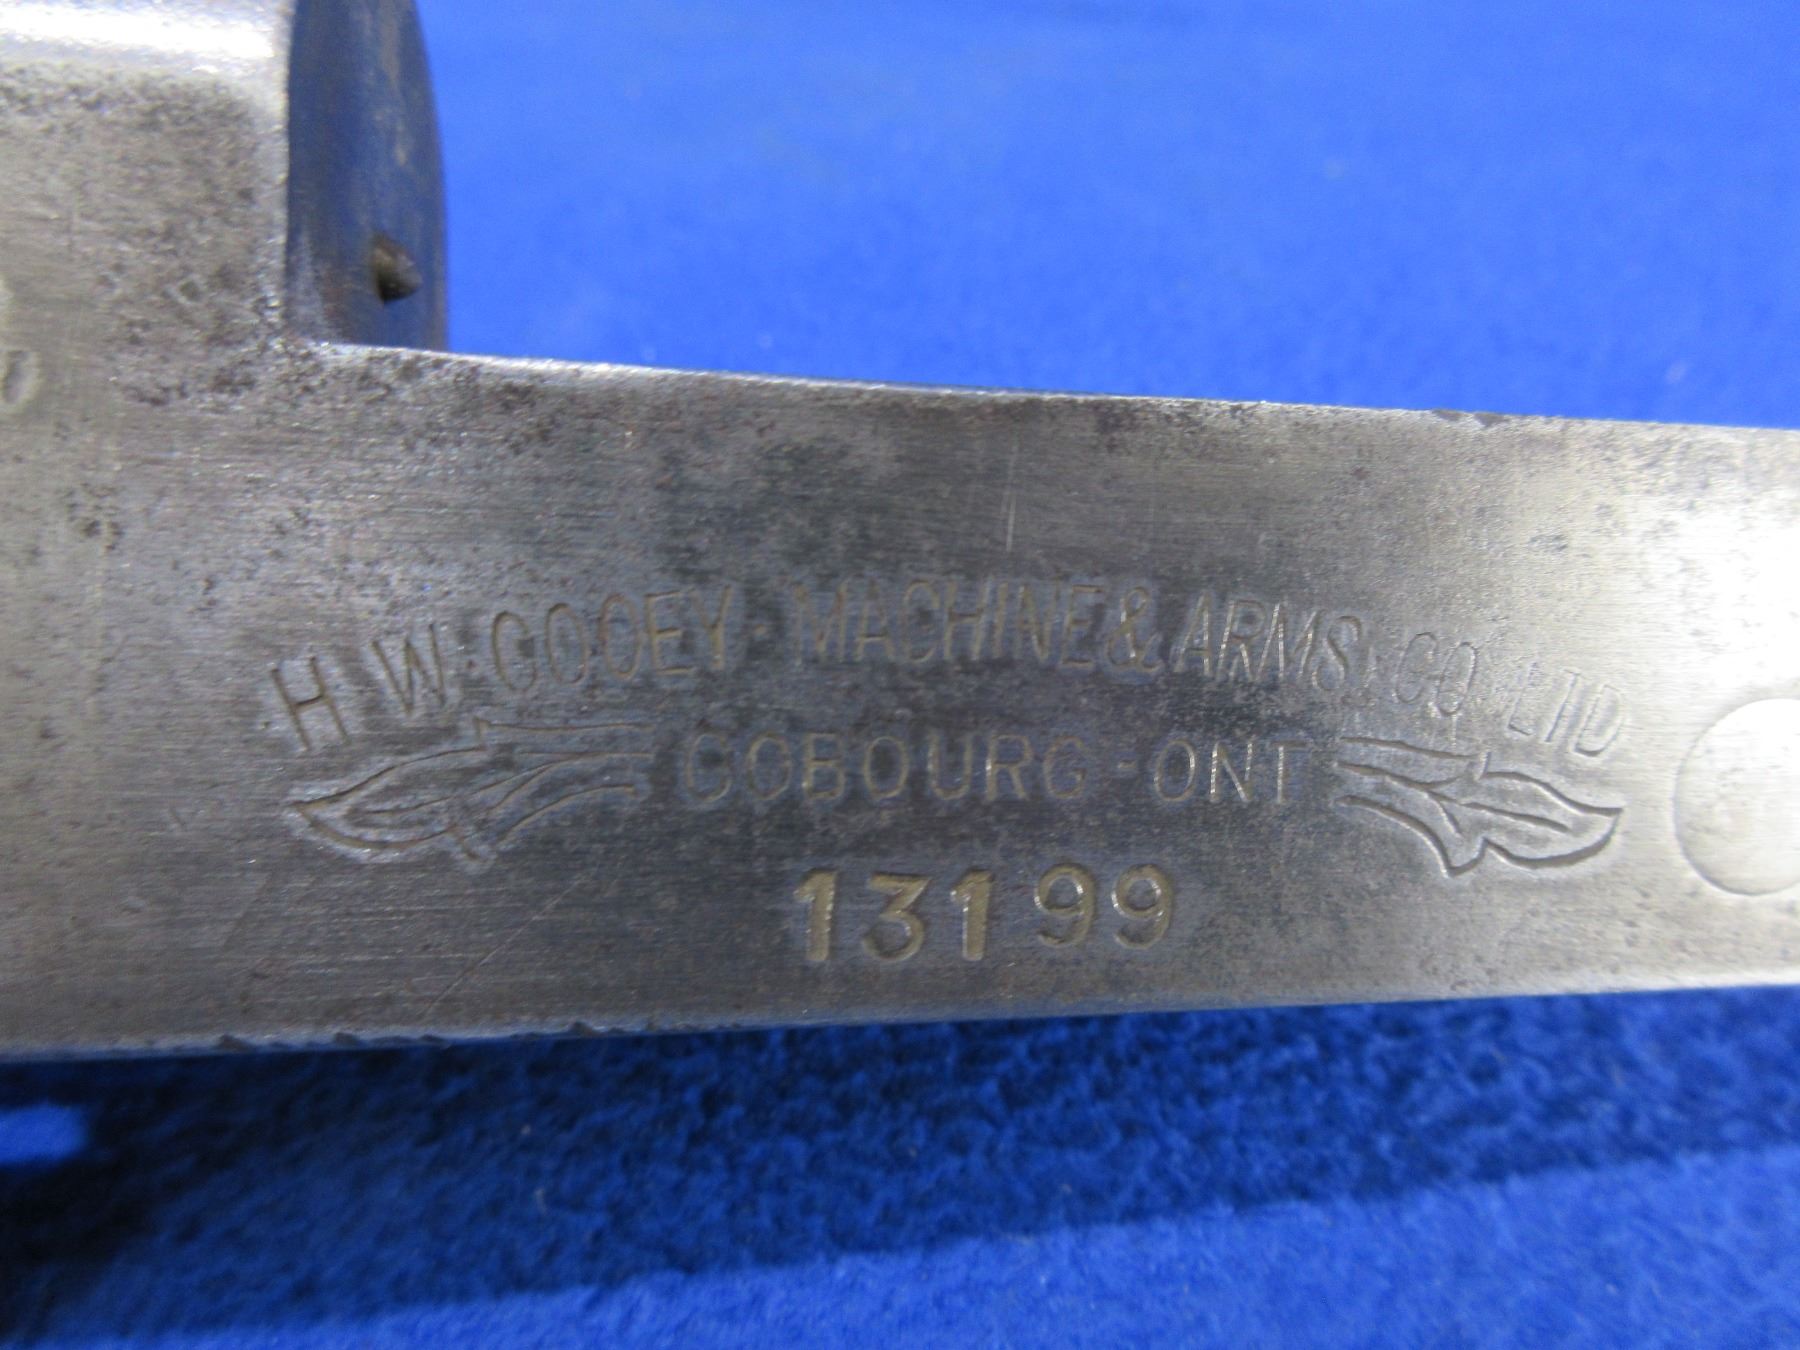 H. W. COOEY · MACHINE & ARMS · CO · LTD
COBOURG - ONT
13199